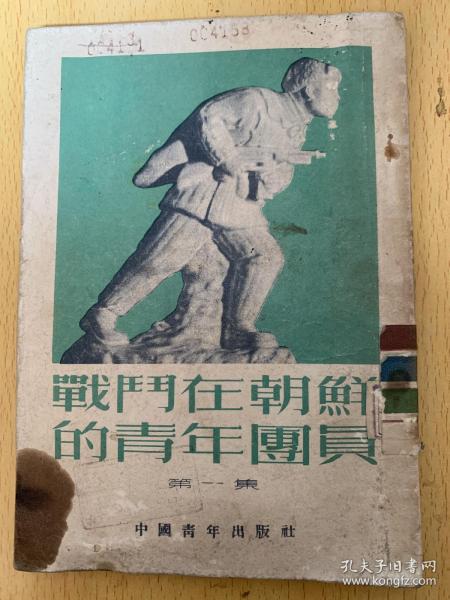 004158
戰鬥在朝鮮
的青年團員
第一集
中國青年出版社
孔夫子旧书网
www.kongfz.com